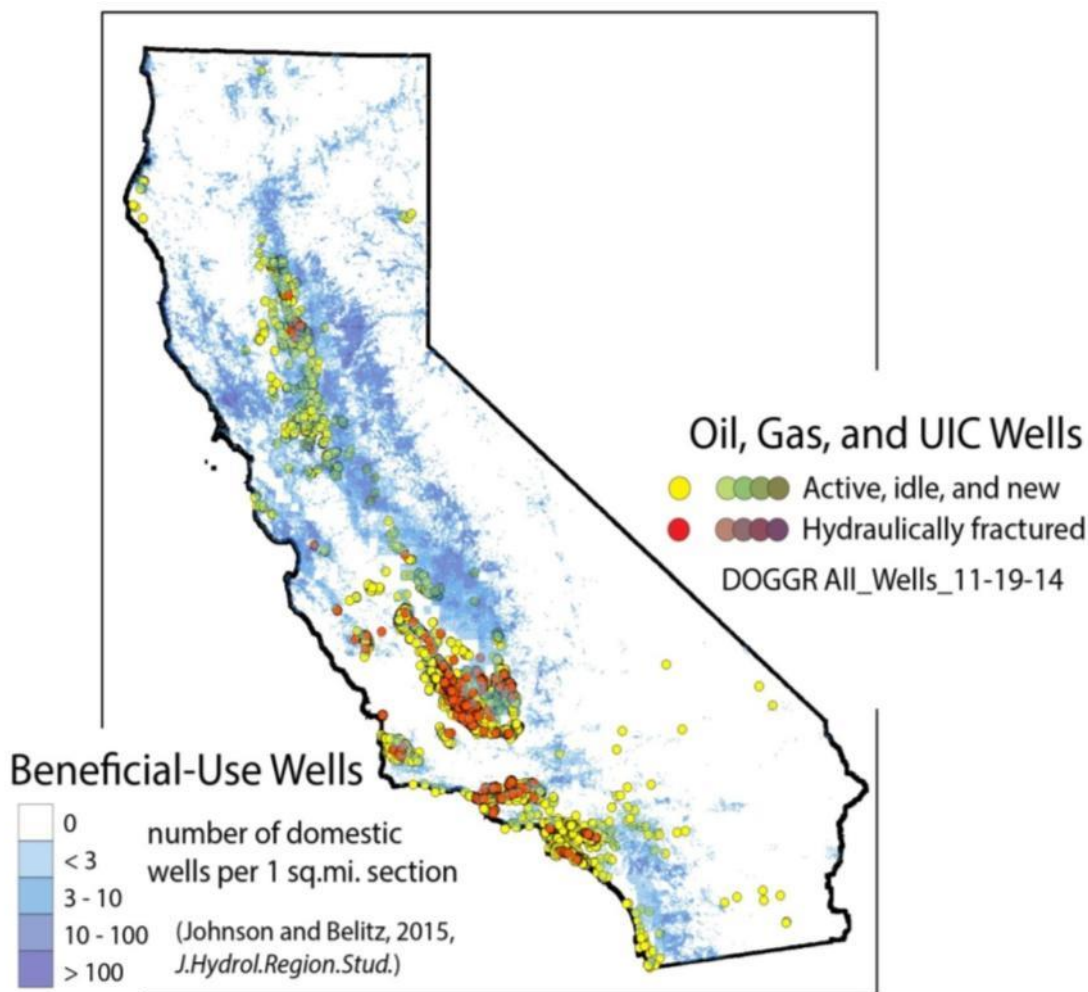 Oil, Gas, and UIC Wells
Active, idle, and new
Hydraulically fractured
DOGGR All_Wells_11-19-14
Beneficial-Use Wells
0
< 3
3 - 10
10 - 100
> 100
number of domestic
wells per 1 sq.mi. section
(Johnson and Belitz, 2015,
J.Hydrol.Region.Stud.)